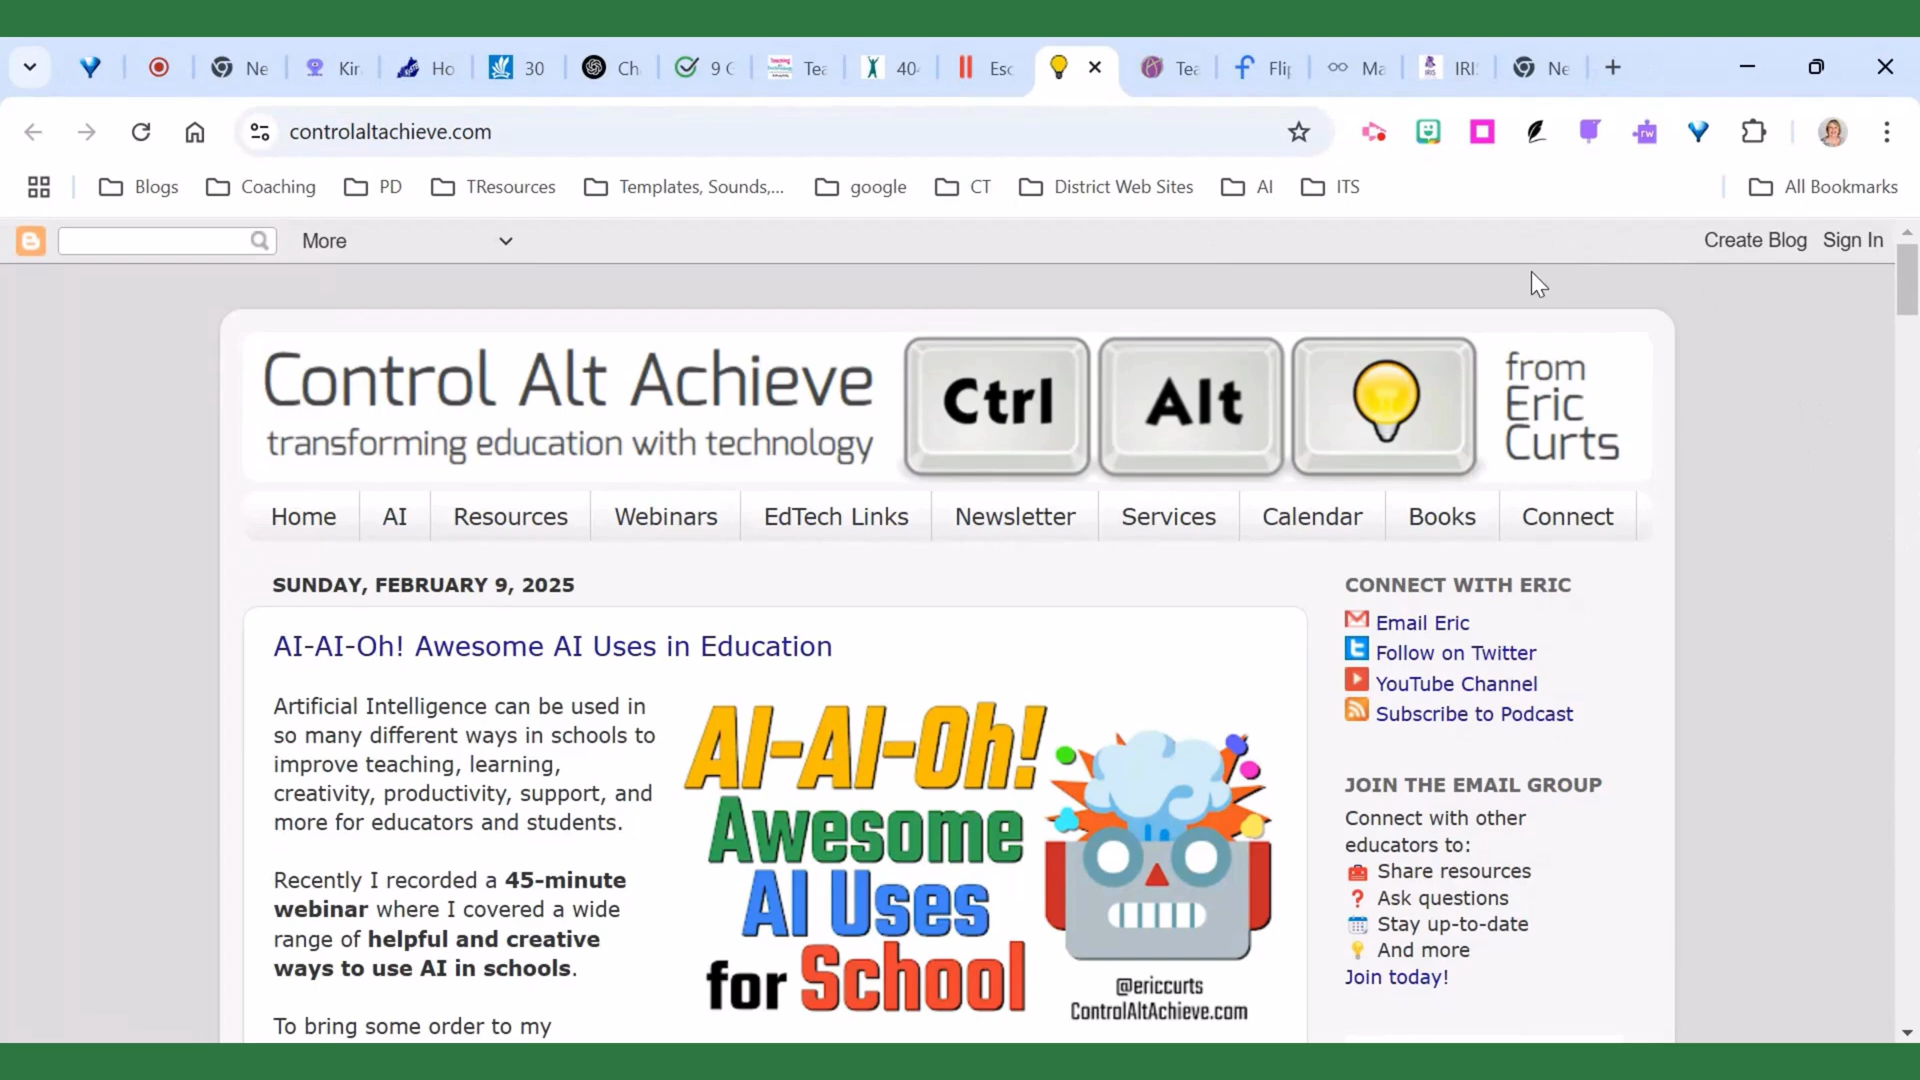 Ne
Kir
Ho
30
Ch
9 C
Tea
40
Esc
Tea
Flip
Ma
IRI
Ne
controlaltachieve.com
rw
Blogs
Coaching
PD
TResources
Templates, Sounds,...
google
CT
District Web Sites
AI
ITS
All Bookmarks
More
Create Blog
Sign In
Control Alt Achieve
transforming education with technology
Ctrl
Alt
from
Eric
Curts
Home
AI
Resources
Webinars
EdTech Links
Newsletter
Services
Calendar
Books
Connect
SUNDAY, FEBRUARY 9, 2025
AI-AI-Oh! Awesome AI Uses in Education
Artificial Intelligence can be used in
so many different ways in schools to
improve teaching, learning,
creativity, productivity, support, and
more for educators and students.
Recently I recorded a 45-minute
webinar where I covered a wide
range of helpful and creative
ways to use AI in schools.
To bring some order to my
AI-AI-Oh!
Awesome
AI Uses
for School
@ericcurts
ControlAltAchieve.com
CONNECT WITH ERIC
Email Eric
Follow on Twitter
YouTube Channel
Subscribe to Podcast
JOIN THE EMAIL GROUP
Connect with other
educators to:
Share resources
Ask questions
Stay up-to-date
And more
Join today!